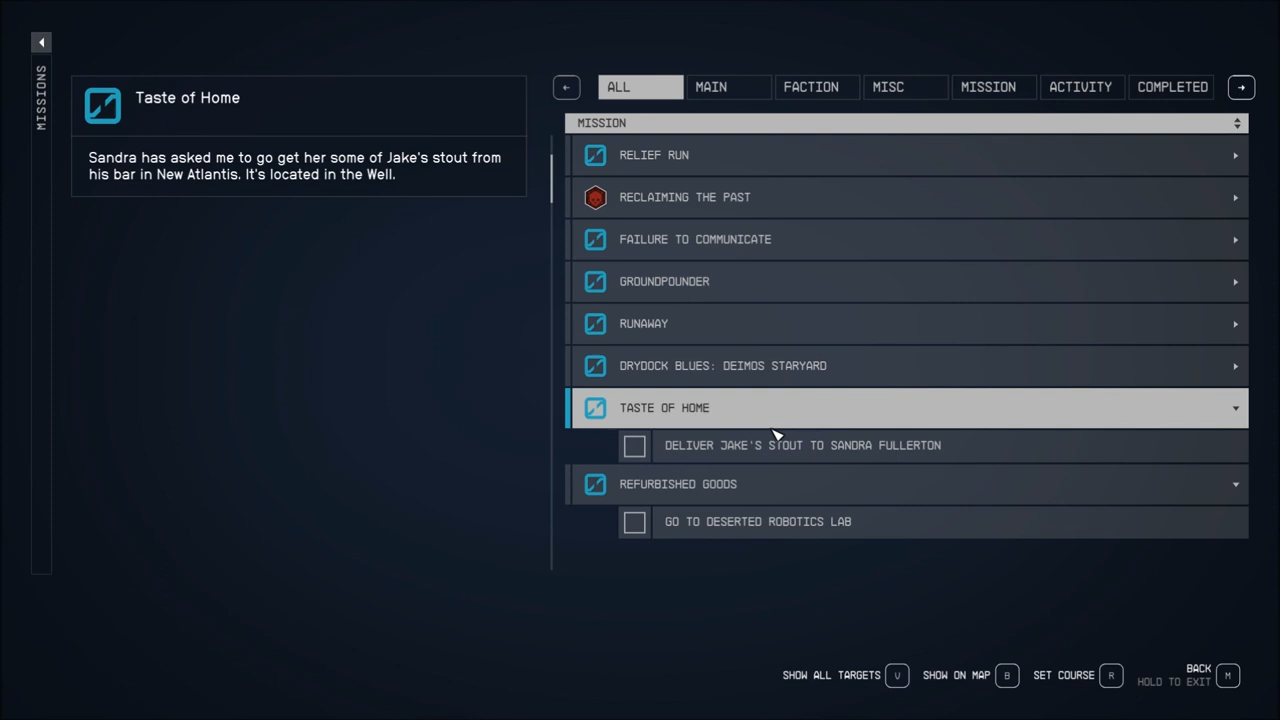 MISSIONS
Taste of Home
Sandra has asked me to go get her some of Jake's stout from
his bar in New Atlantis. It's located in the Well.
ALL MAIN FACTION MISC MISSION ACTIVITY COMPLETED
MISSION
RELIEF RUN
RECLAIMING THE PAST
FAILURE TO COMMUNICATE
GROUNDPOUNDER
RUNAWAY
DRYDOCK BLUES: DEIMOS STARYARD
TASTE OF HOME
DELIVER JAKE'S STOUT TO SANDRA FULLERTON
REFURBISHED GOODS
GO TO DESERTED ROBOTICS LAB
SHOW ALL TARGETS V SHOW ON MAP B SET COURSE R BACK M
HOLD TO EXIT